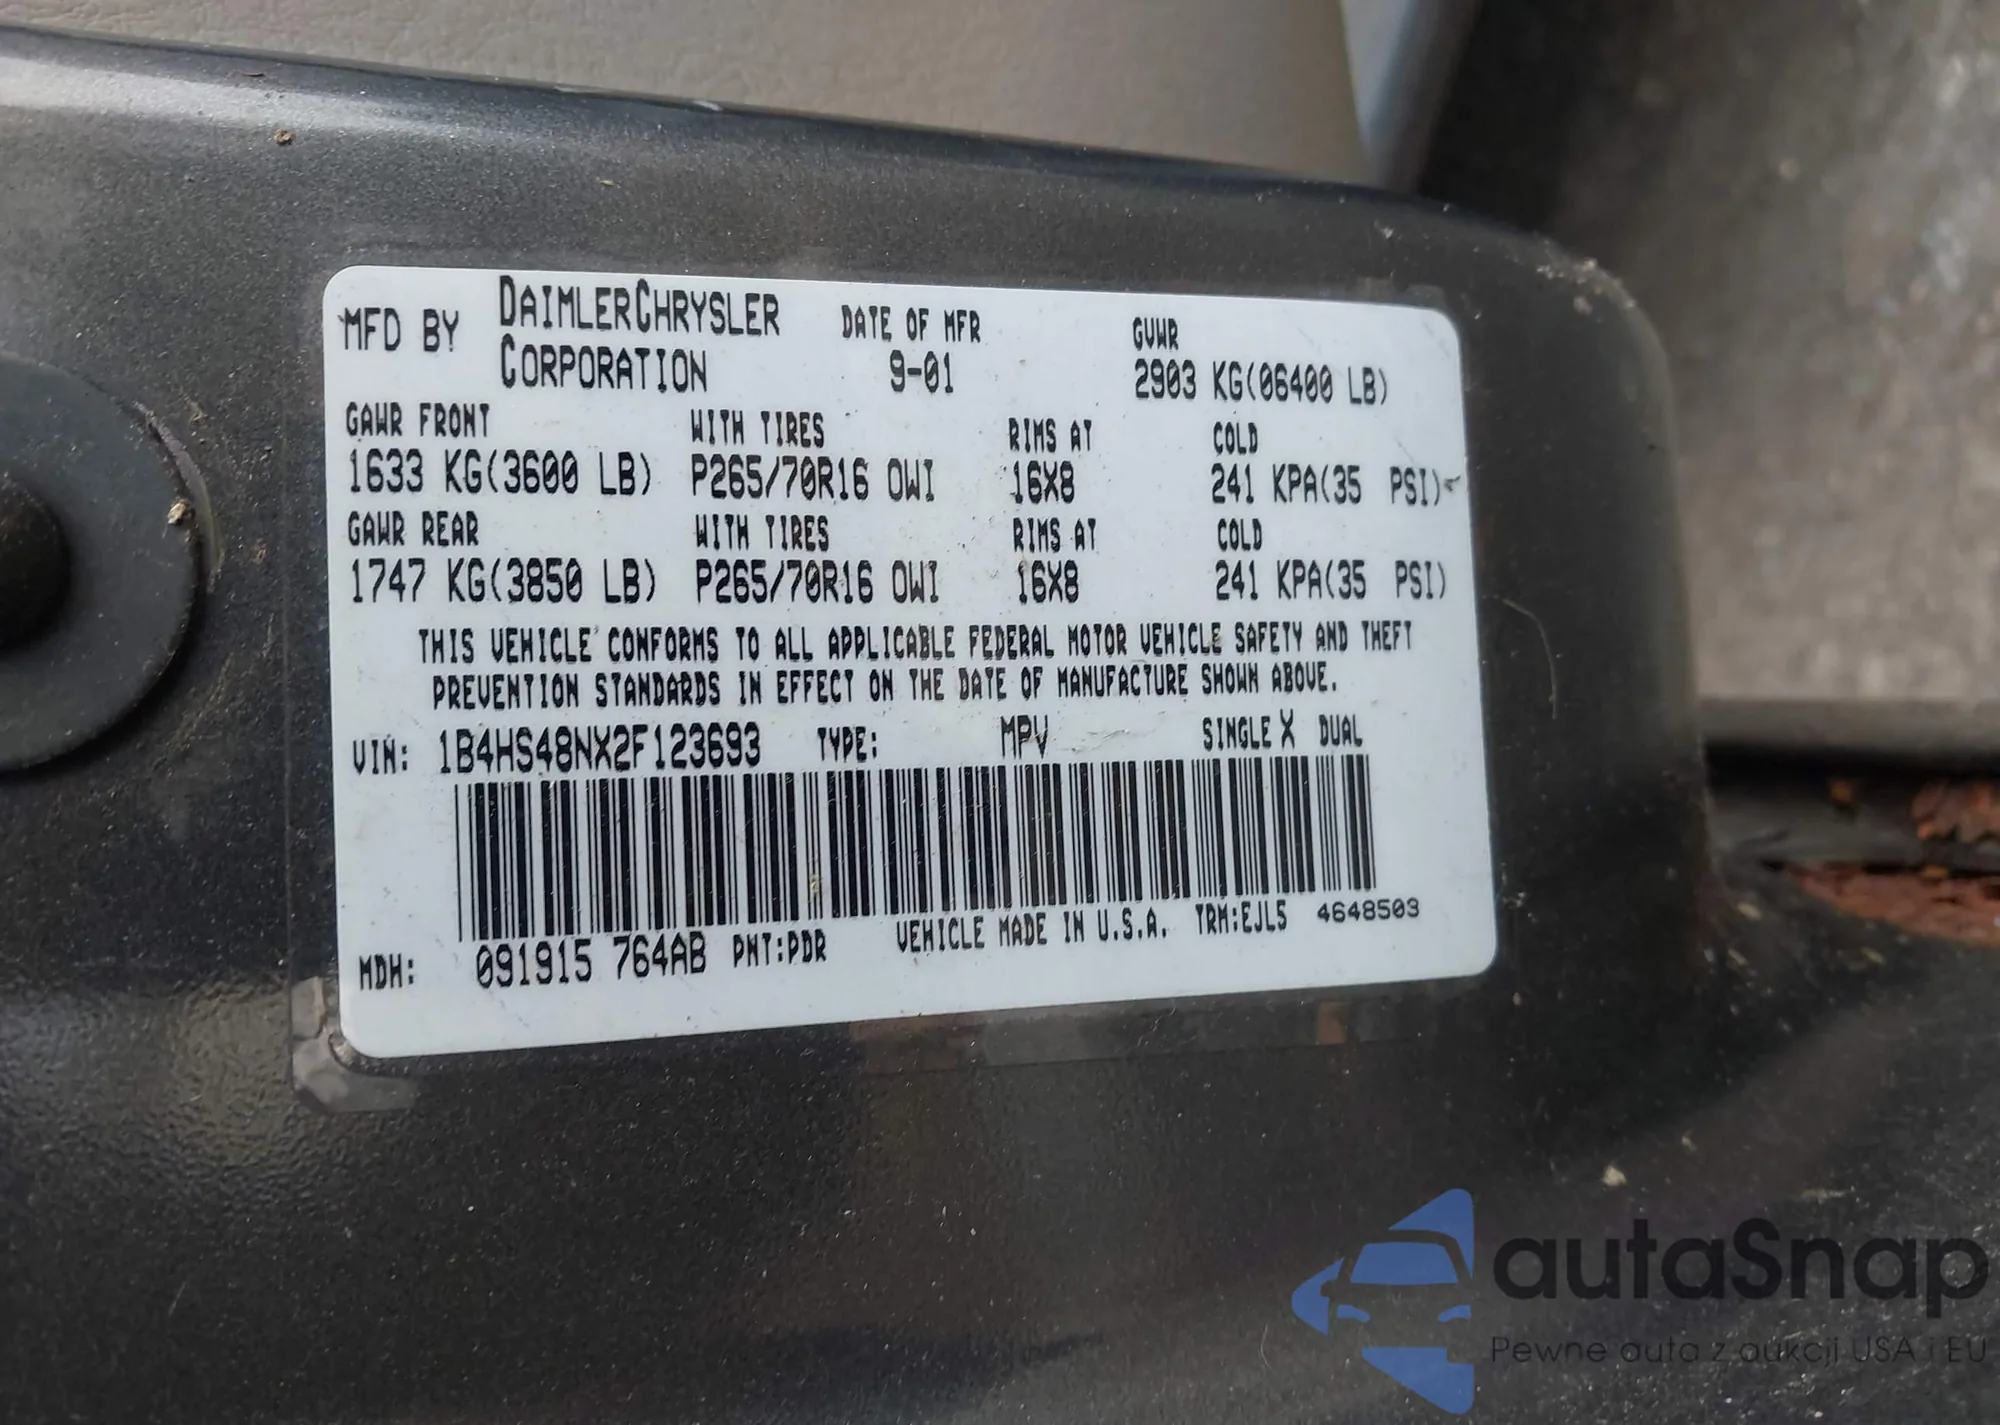 MFD BY DAIMLERCHRYSLER CORPORATION DATE OF MFR 9-01 GVWR 2903 KG(06400 LB)
GAWR FRONT WITH TIRES RIMS AT COLD
1633 KG(3600 LB) P265/70R16 OWI 16X8 241 KPA(35 PSI)
GAWR REAR WITH TIRES RIMS AT COLD
1747 KG(3850 LB) P265/70R16 OWI 16X8 241 KPA(35 PSI)
THIS VEHICLE CONFORMS TO ALL APPLICABLE FEDERAL MOTOR VEHICLE SAFETY AND THEFT
PREVENTION STANDARDS IN EFFECT ON THE DATE OF MANUFACTURE SHOWN ABOVE.
VIN: 1B4HS48NX2F123693 TYPE: MPV SINGLE X DUAL
MDH: 091915 764AB PNT:PDR VEHICLE MADE IN U.S.A. TRM:EJL5 4648503
autaSnap
Pewne auta z aukcji USA i EU